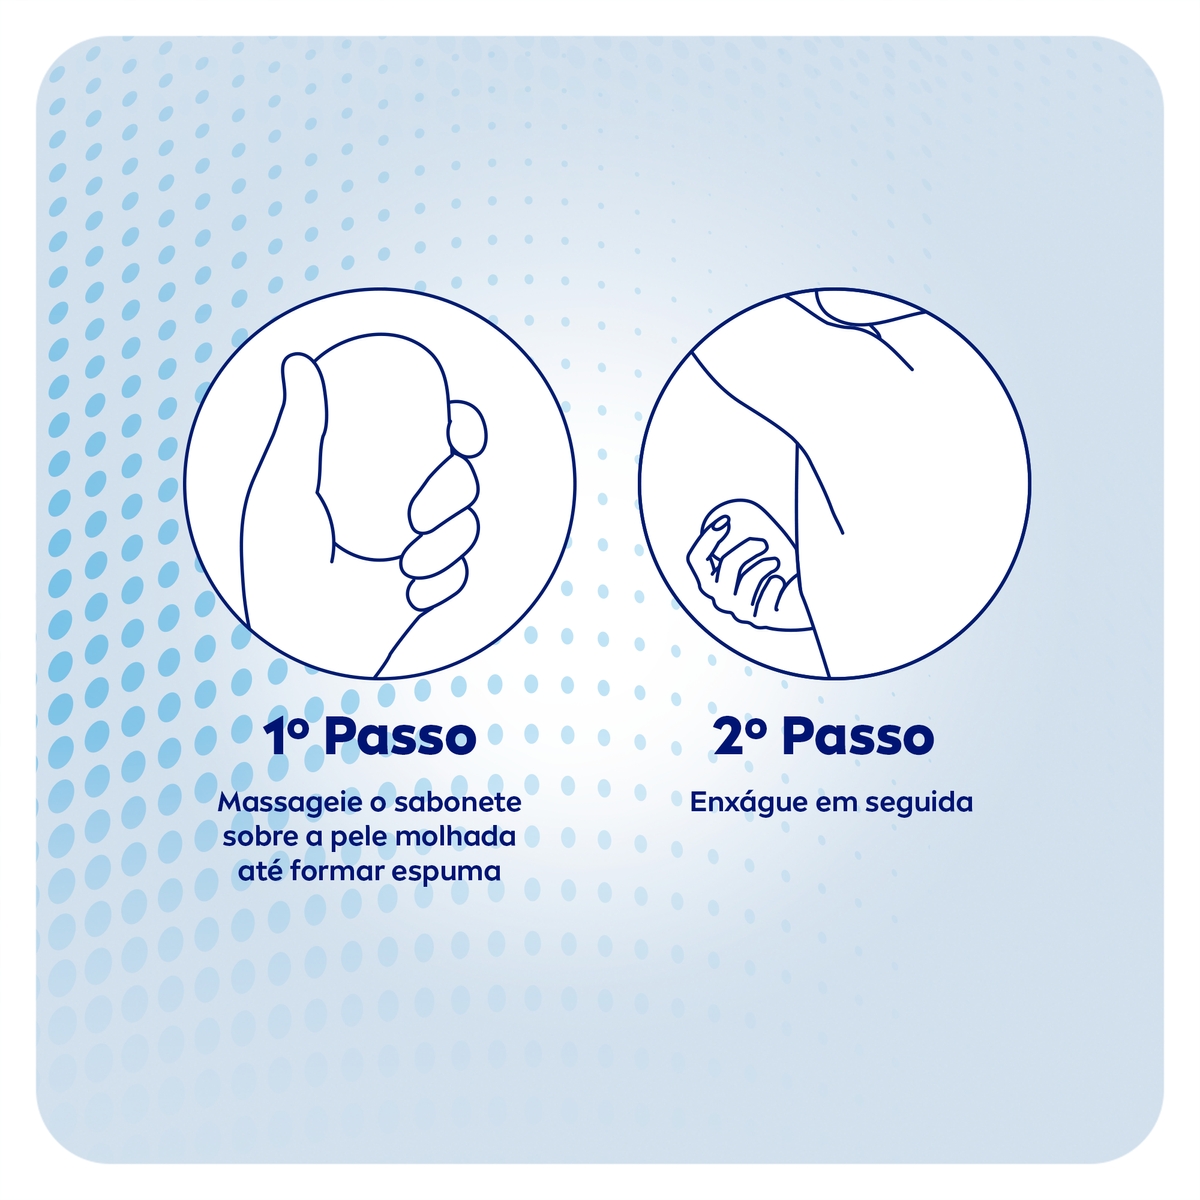 1º Passo
Massageie o sabonete
sobre a pele molhada
até formar espuma
2º Passo
Enxágue em seguida